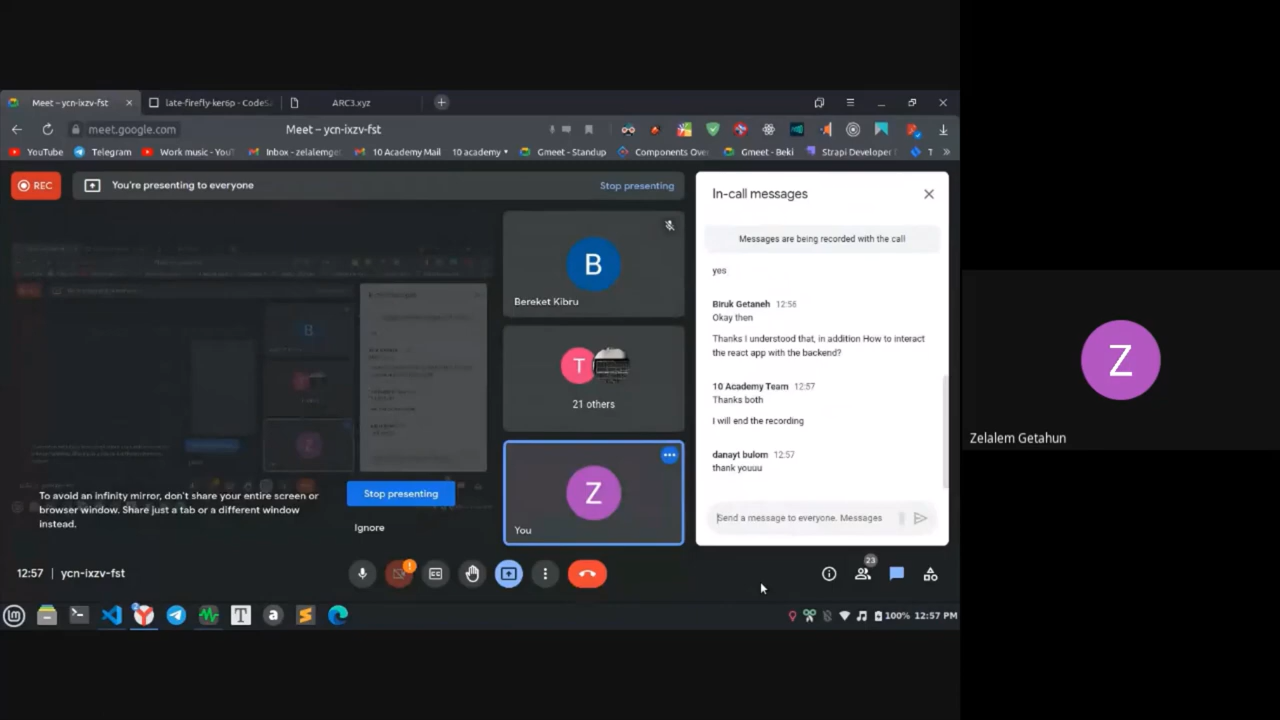 Meet – ycn-ixzv-fst
late-firefly-kersp - CodeSa
ARC3.xyz
meet.google.com
Meet – ycn-ixzv-fst
YouTube
Telegram
Work music - You
Inbox - zelalemge
10 Academy Mail
10 academy
Gmeet - Standup
Components Ove
Gmeet - Beki
Strapi Developer
T
»
REC
You're presenting to everyone
Stop presenting
B
Bereket Kibru
T
21 others
Z
You
To avoid an infinity mirror, don't share your entire screen or
browser window. Share just a tab or a different window
instead.
Stop presenting
Ignore
In-call messages
Messages are being recorded with the call
yes
Biruk Getaneh 12:56
Okay then
Thanks I understood that, in addition How to interact
the react app with the backend?
10 Academy Team 12:57
Thanks both
I will end the recording
danayt bulom 12:57
thank youuu
Send a message to everyone. Messages
12:57 | ycn-ixzv-fst
23
100% 12:57 PM
Z
Zelalem Getahun